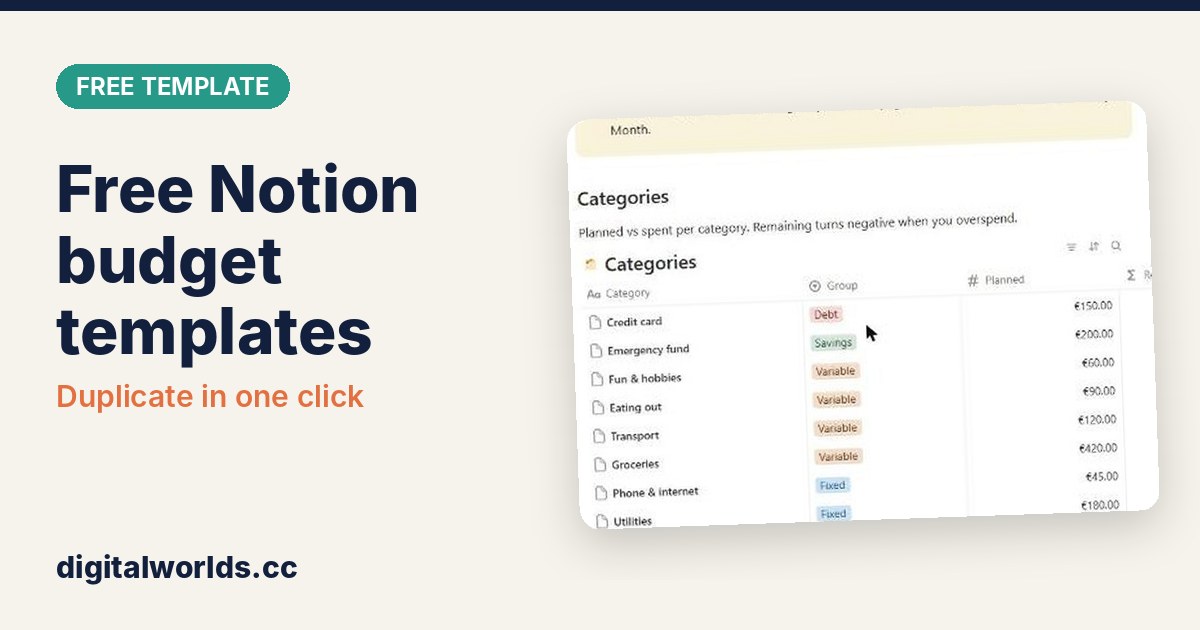 FREE TEMPLATE
Free Notion
budget
templates
Duplicate in one click
digitalworlds.cc
Month.
Categories
Planned vs spent per category. Remaining turns negative when you overspend.
Categories
Aa Category Group # Planned Σ
Credit card Debt €150.00
Emergency fund Savings €200.00
Fun & hobbies Variable €60.00
Eating out Variable €90.00
Transport Variable €120.00
Groceries Variable €420.00
Phone & internet Fixed €45.00
Utilities Fixed €180.00